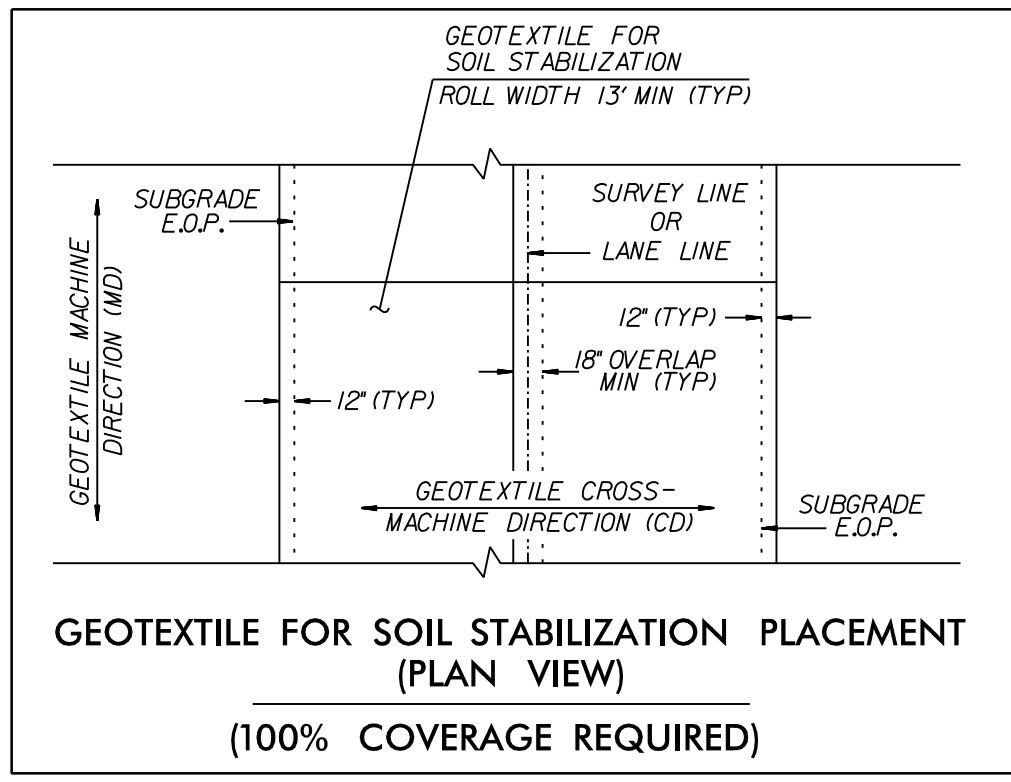 GEOTEXTILE FOR
SOIL STABILIZATION
ROLL WIDTH 13' MIN (TYP)
SUBGRADE
E.O.P.
SURVEY LINE
OR
LANE LINE
GEOTEXTILE MACHINE
DIRECTION (MD)
12" (TYP)
18" OVERLAP
MIN (TYP)
12" (TYP)
GEOTEXTILE CROSS-
MACHINE DIRECTION (CD)
SUBGRADE
E.O.P.
GEOTEXTILE FOR SOIL STABILIZATION PLACEMENT
(PLAN VIEW)
(100% COVERAGE REQUIRED)